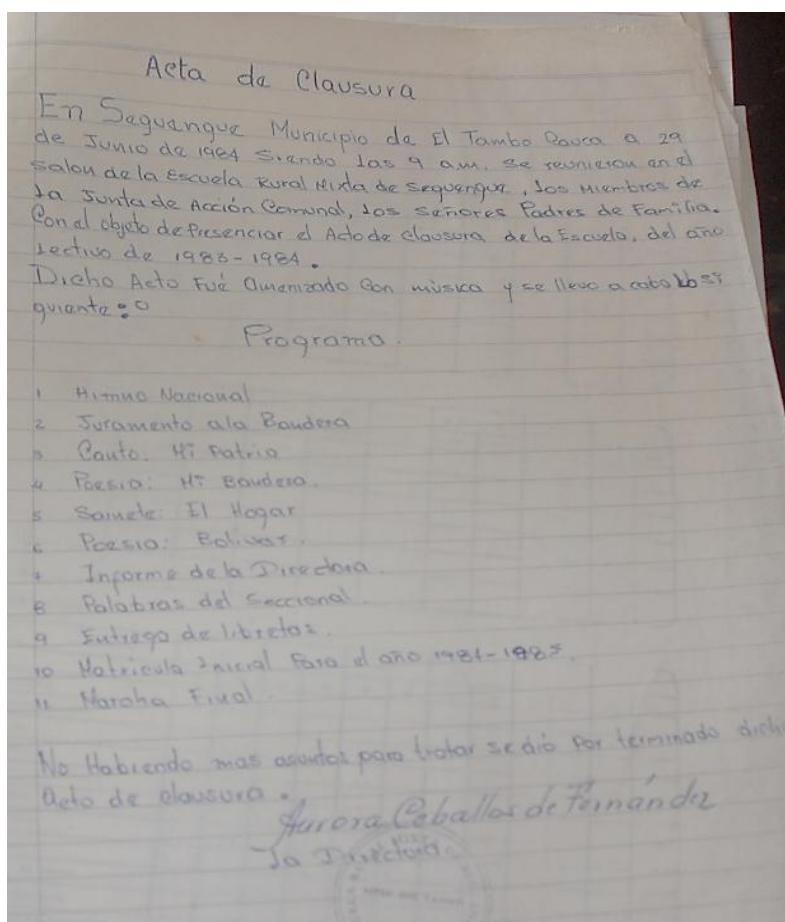 Acta de Clausura
En Seguengue Municipio de El Tambo Cauca a 29
de Junio de 1984 Siendo las 9 a.m. se reunieron en el
salon de la Escuela Rural Mixta de Seguengue, los Miembros de
la Junta de Acción Comunal, los señores Padres de Familia.
Con el objeto de Presenciar el Acto de clausura de la Escuela, del año
Lectivo de 1983-1984.
Dicho Acto Fué Amenizado Con música y se llevo a cabo lo si
guiente:
Programa.
1 Himno Nacional
2 Juramento ala Bandera
3 Canto: Mi Patria
4 Poesia: Mi Bandera.
5 Sainete: El Hogar
6 Poesia: Bolivar.
7 Informe de la Directora.
8 Palabras del Seccional.
9 Entrega de libretas.
10 Matricula Inicial Para el año 1984-1985.
11 Marcha Final.
No Habiendo mas asuntos para tratar se dió Por terminado dich
acto de clausura.
Aurora Ceballos de Fernández
La Directora.